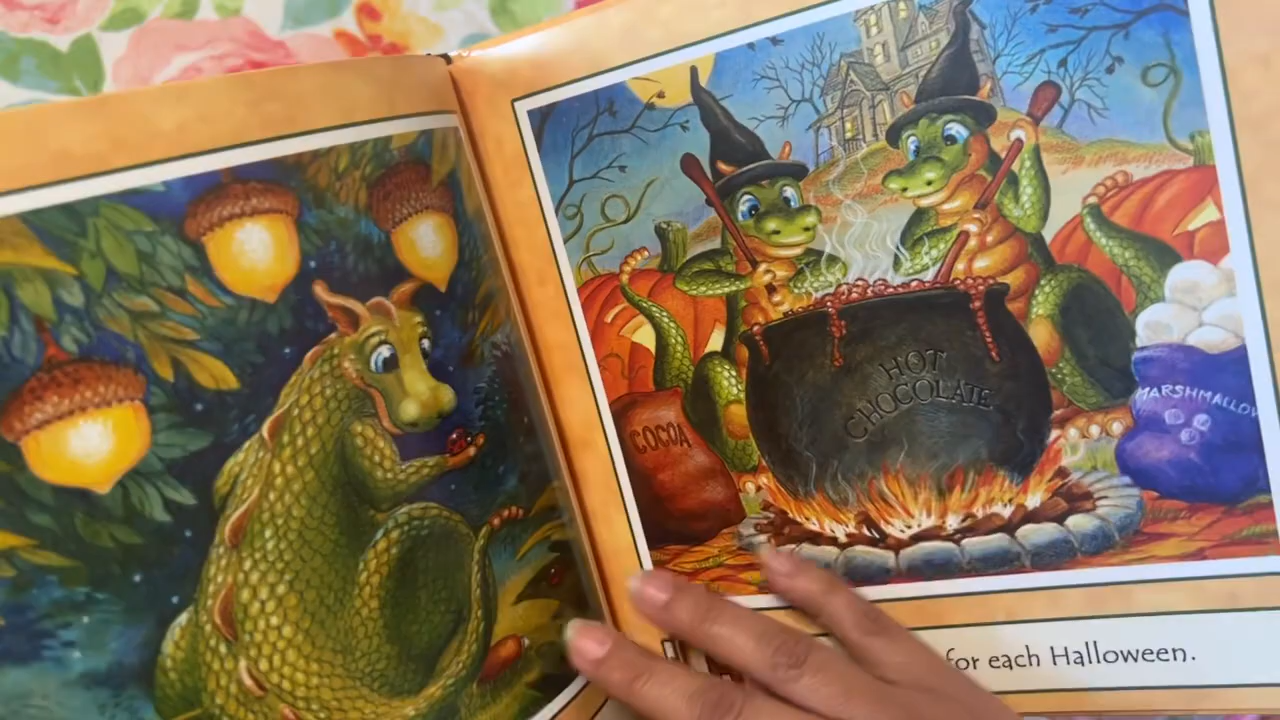 HOT
CHOCOLATE
COCOA
MARSHMALLOW
for each Halloween.